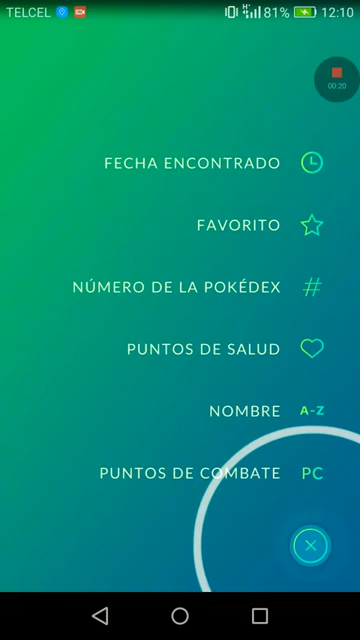 TELCEL 81% 12:10
00:20
FECHA ENCONTRADO
FAVORITO
NÚMERO DE LA POKÉDEX #
PUNTOS DE SALUD
NOMBRE A-Z
PUNTOS DE COMBATE PC